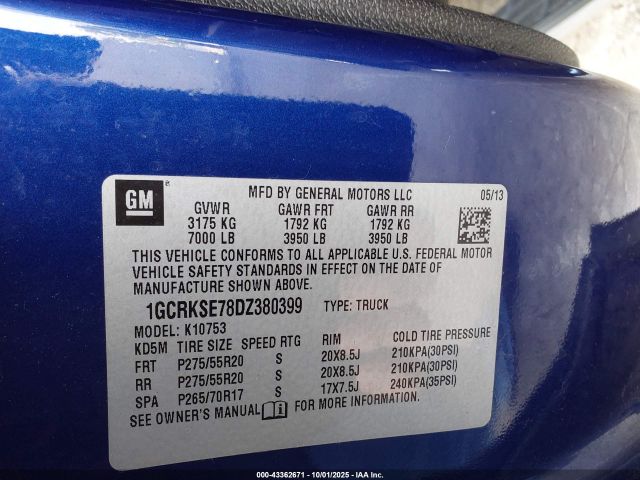 GM
MFD BY GENERAL MOTORS LLC 05/13
GVWR GAWR FRT GAWR RR
3175 KG 1792 KG 1792 KG
7000 LB 3950 LB 3950 LB
THIS VEHICLE CONFORMS TO ALL APPLICABLE U.S. FEDERAL MOTOR
VEHICLE SAFETY STANDARDS IN EFFECT ON THE DATE OF
MANUFACTURE SHOWN ABOVE.
1GCRKSE78DZ380399 TYPE: TRUCK
MODEL: K10753
KD5M TIRE SIZE SPEED RTG RIM COLD TIRE PRESSURE
FRT P275/55R20 S 20X8.5J 210KPA(30PSI)
RR P275/55R20 S 20X8.5J 210KPA(30PSI)
SPA P265/70R17 S 17X7.5J 240KPA(35PSI)
SEE OWNER'S MANUAL FOR MORE INFORMATION.
000-43362671 - 10/01/2025 - IAA Inc.